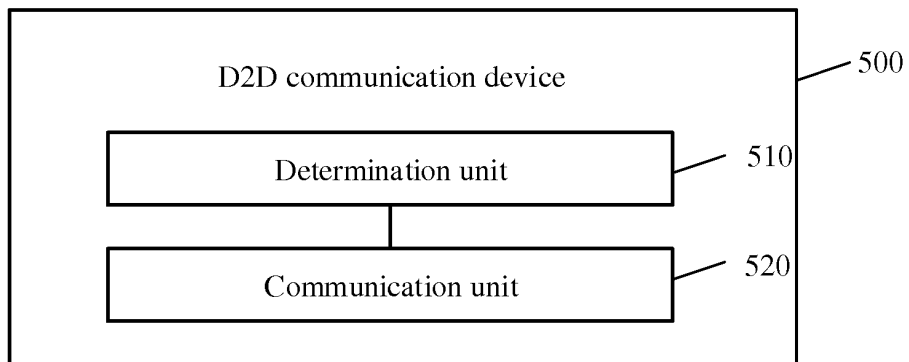 D2D communication device
500
Determination unit
510
Communication unit
520